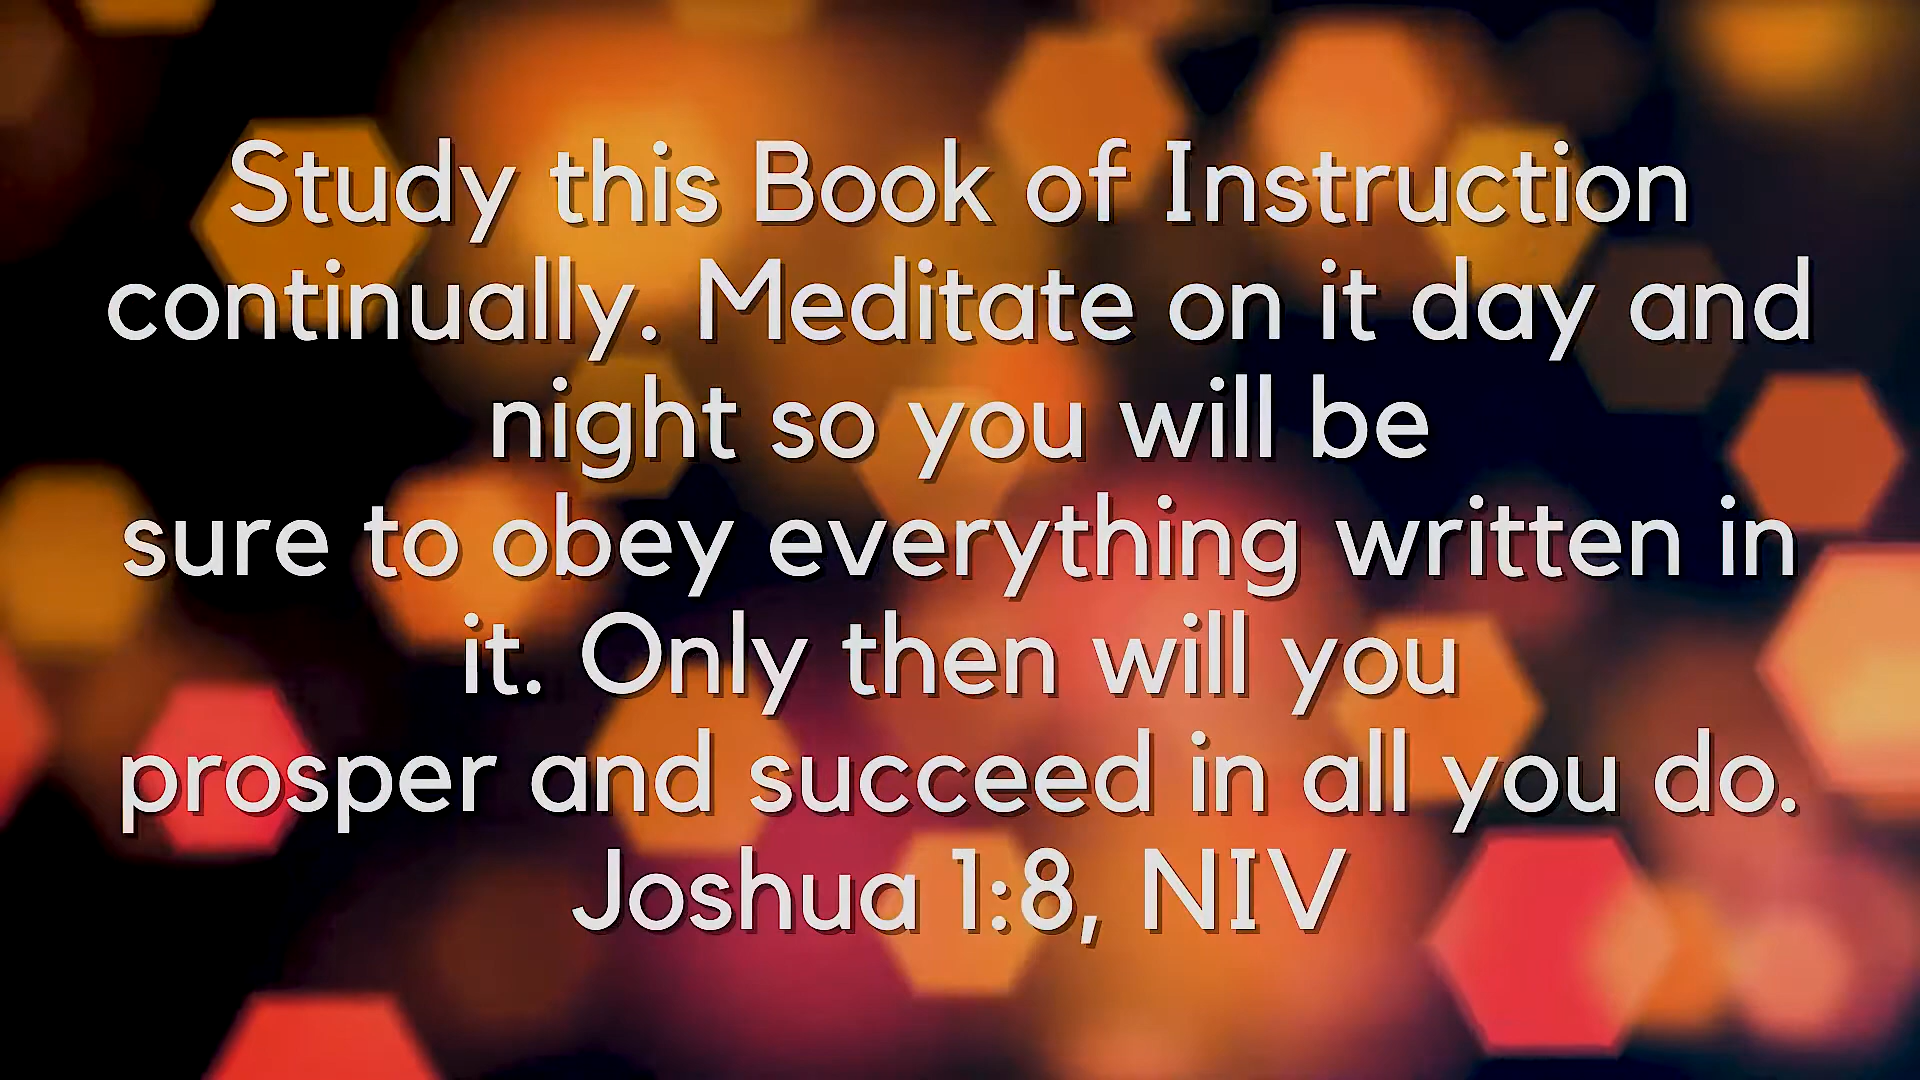 Study this Book of Instruction
continually. Meditate on it day and
night so you will be
sure to obey everything written in
it. Only then will you
prosper and succeed in all you do.
Joshua 1:8, NIV